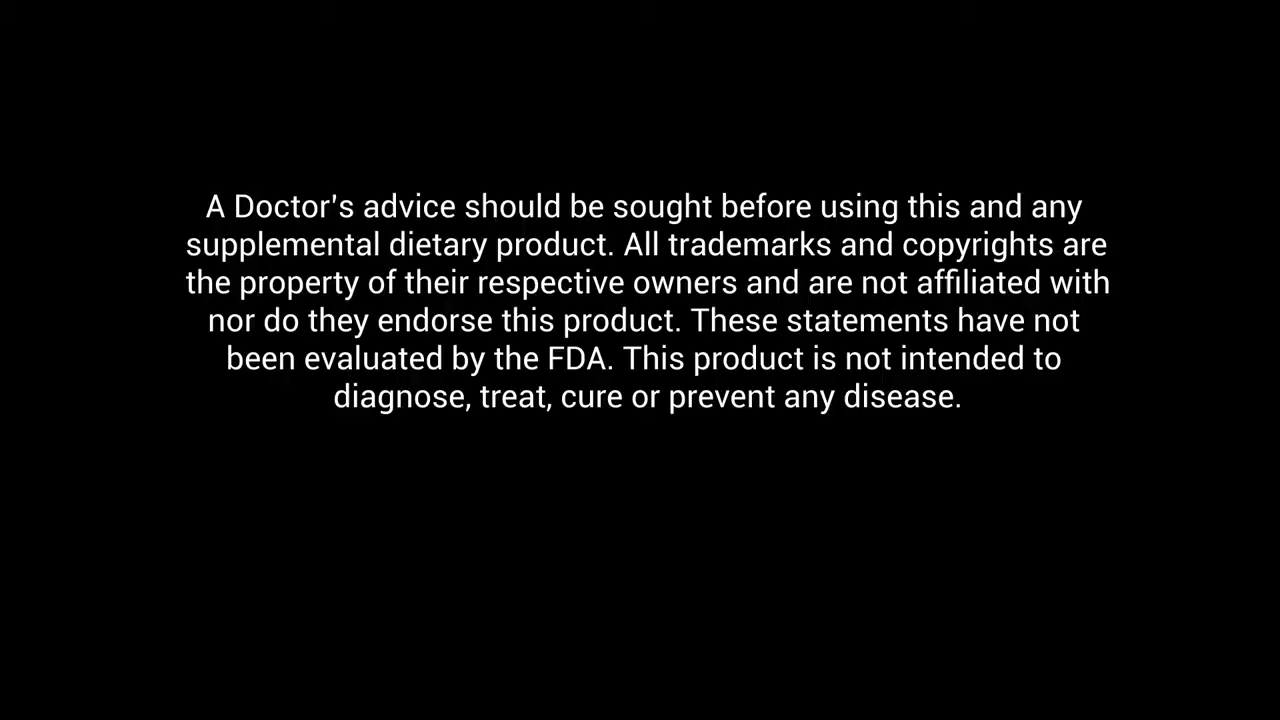 A Doctor's advice should be sought before using this and any
supplemental dietary product. All trademarks and copyrights are
the property of their respective owners and are not affiliated with
nor do they endorse this product. These statements have not
been evaluated by the FDA. This product is not intended to
diagnose, treat, cure or prevent any disease.